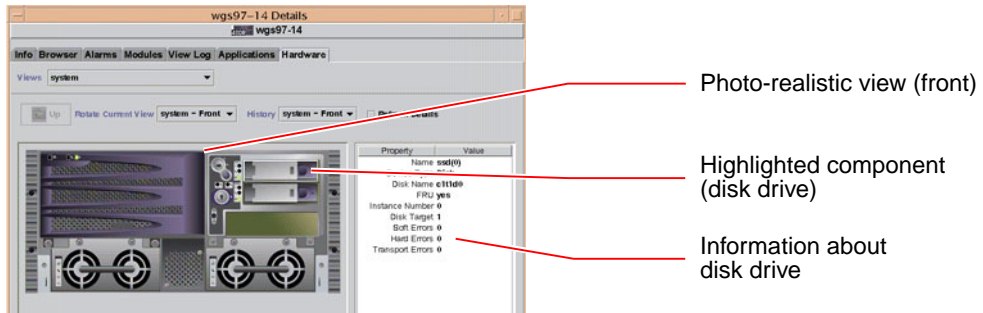 wgs97-14 Details
wgs97-14
Info Browser Alarms Modules View Log Applications Hardware
Views system
Up Rotate Current View system - Front History system - Front Details
Photo-realistic view (front)
Property Value
Name ssd(0)
Disk Name c1t1d0
FRU yes
Instance Number 0
Disk Target 1
Soft Errors 0
Hard Errors 0
Transport Errors 0
Highlighted component
(disk drive)
Information about
disk drive